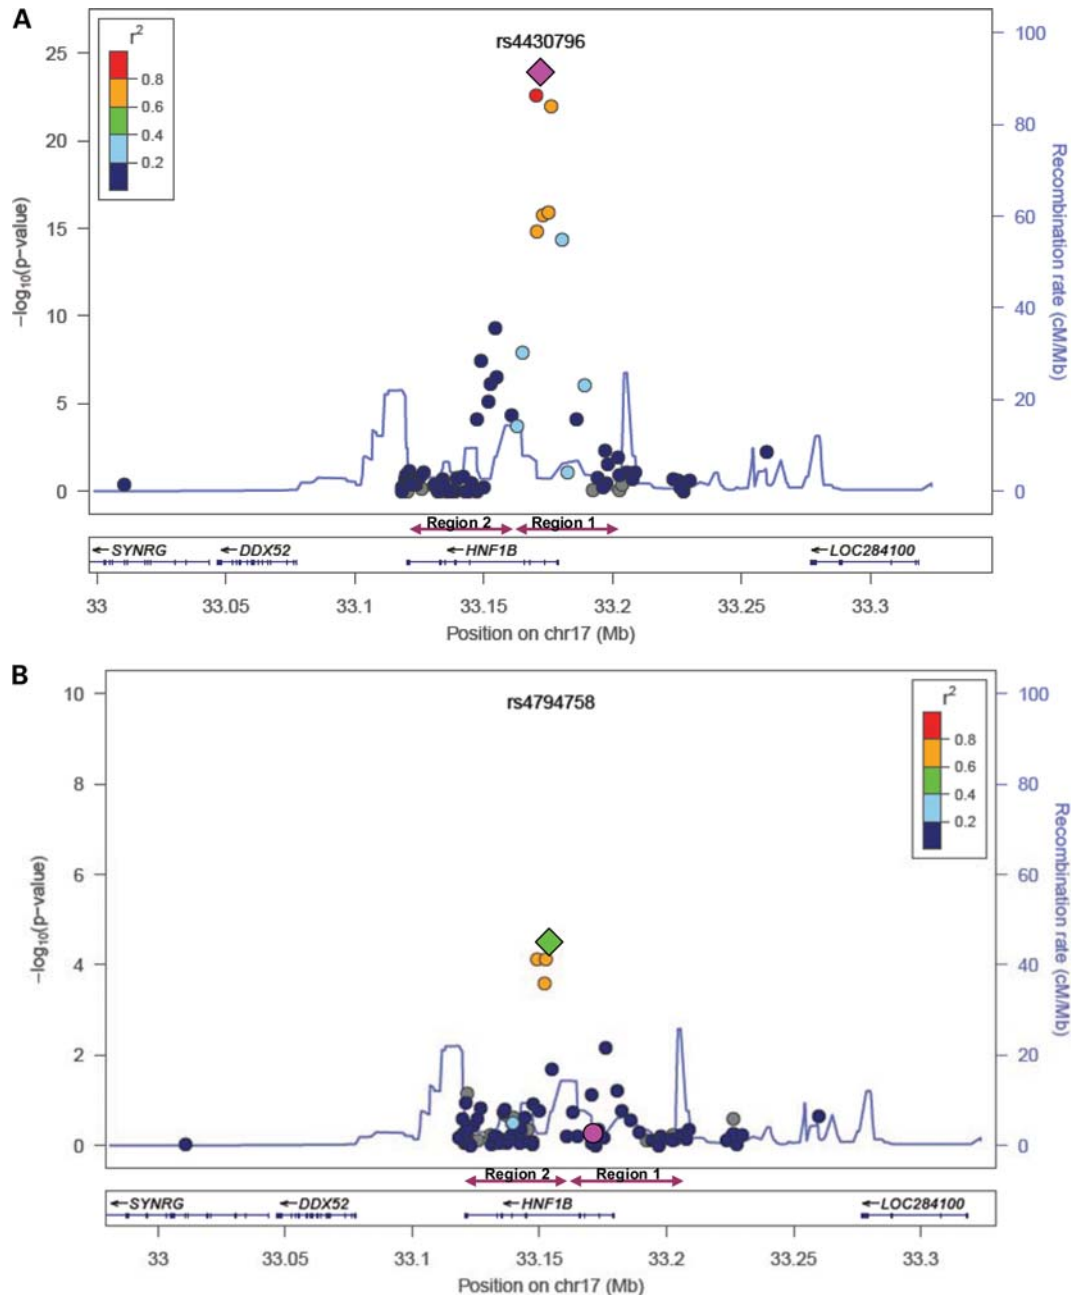 A
rs4430796
r²
0.8
0.6
0.4
0.2
25
20
15
10
5
0
−log₁₀(p−value)
100
80
60
40
20
0
Recombination rate (cM/Mb)
Region 2
Region 1
←SYNRG
←DDX52
←HNF1B
←LOC284100
33
33.05
33.1
33.15
33.2
33.25
33.3
Position on chr17 (Mb)
B
rs4794758
r²
0.8
0.6
0.4
0.2
10
8
6
4
2
0
−log₁₀(p−value)
100
80
60
40
20
0
Recombination rate (cM/Mb)
Region 2
Region 1
←SYNRG
←DDX52
←HNF1B
←LOC284100
33
33.05
33.1
33.15
33.2
33.25
33.3
Position on chr17 (Mb)